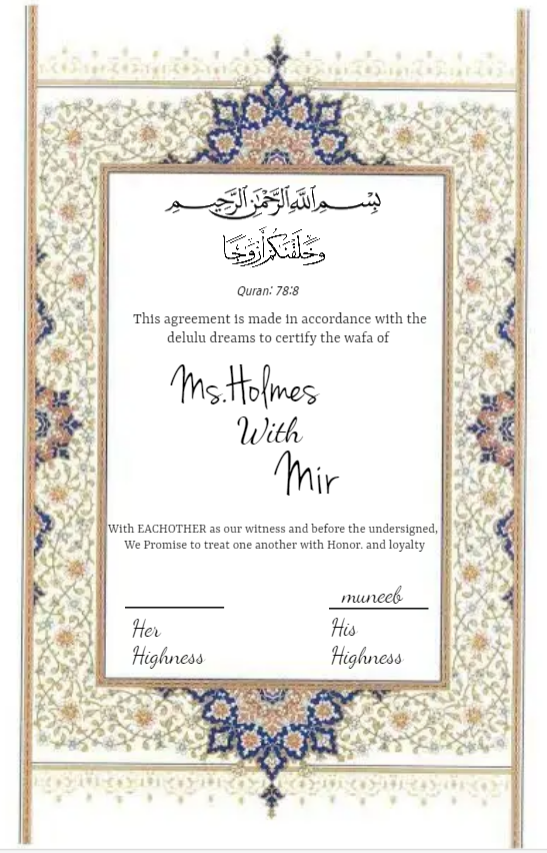 بِسْمِ اللَّهِ الرَّحْمَٰنِ الرَّحِيمِ
وَخَلَقْنَكُمْ أَزْوَجًا
Quran: 78:8
This agreement is made in accordance with the
delulu dreams to certify the wafa of
Ms.Holmes
With
Mir
With EACHOTHER as our witness and before the undersigned,
We Promise to treat one another with Honor. and loyalty
muneeb
Her His
Highness Highness